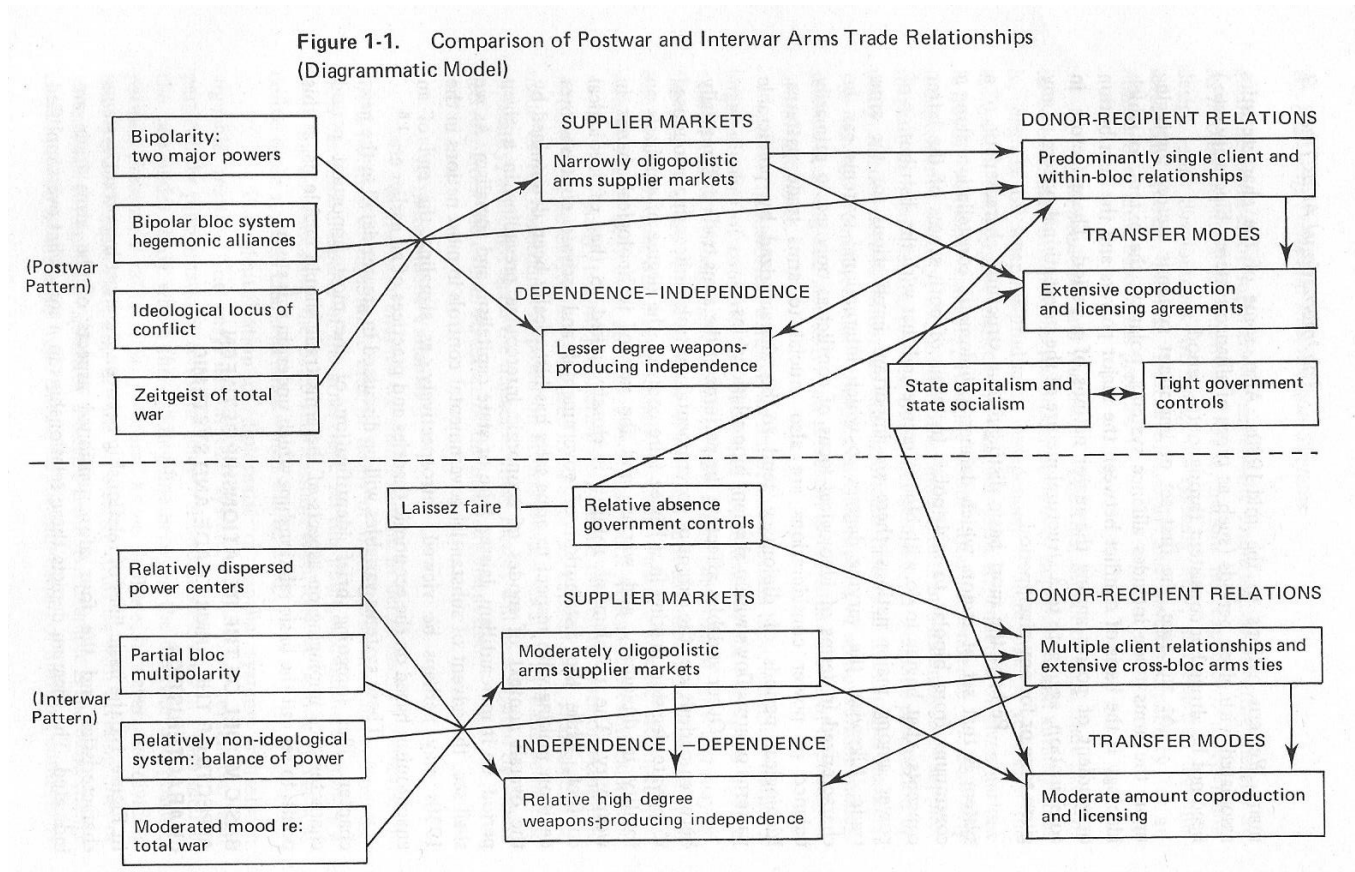 Figure 1-1. Comparison of Postwar and Interwar Arms Trade Relationships
(Diagrammatic Model)
(Postwar
Pattern)
Bipolarity:
two major powers
Bipolar bloc system
hegemonic alliances
Ideological locus of
conflict
Zeitgeist of total
war
SUPPLIER MARKETS
Narrowly oligopolistic
arms supplier markets
DEPENDENCE—INDEPENDENCE
Lesser degree weapons-
producing independence
DONOR-RECIPIENT RELATIONS
Predominantly single client and
within-bloc relationships
TRANSFER MODES
Extensive coproduction
and licensing agreements
State capitalism and
state socialism
Tight government
controls
Laissez faire
Relative absence
government controls
(Interwar
Pattern)
Relatively dispersed
power centers
Partial bloc
multipolarity
Relatively non-ideological
system: balance of power
Moderated mood re:
total war
SUPPLIER MARKETS
Moderately oligopolistic
arms supplier markets
INDEPENDENCE—DEPENDENCE
Relative high degree
weapons-producing independence
DONOR-RECIPIENT RELATIONS
Multiple client relationships and
extensive cross-bloc arms ties
TRANSFER MODES
Moderate amount coproduction
and licensing